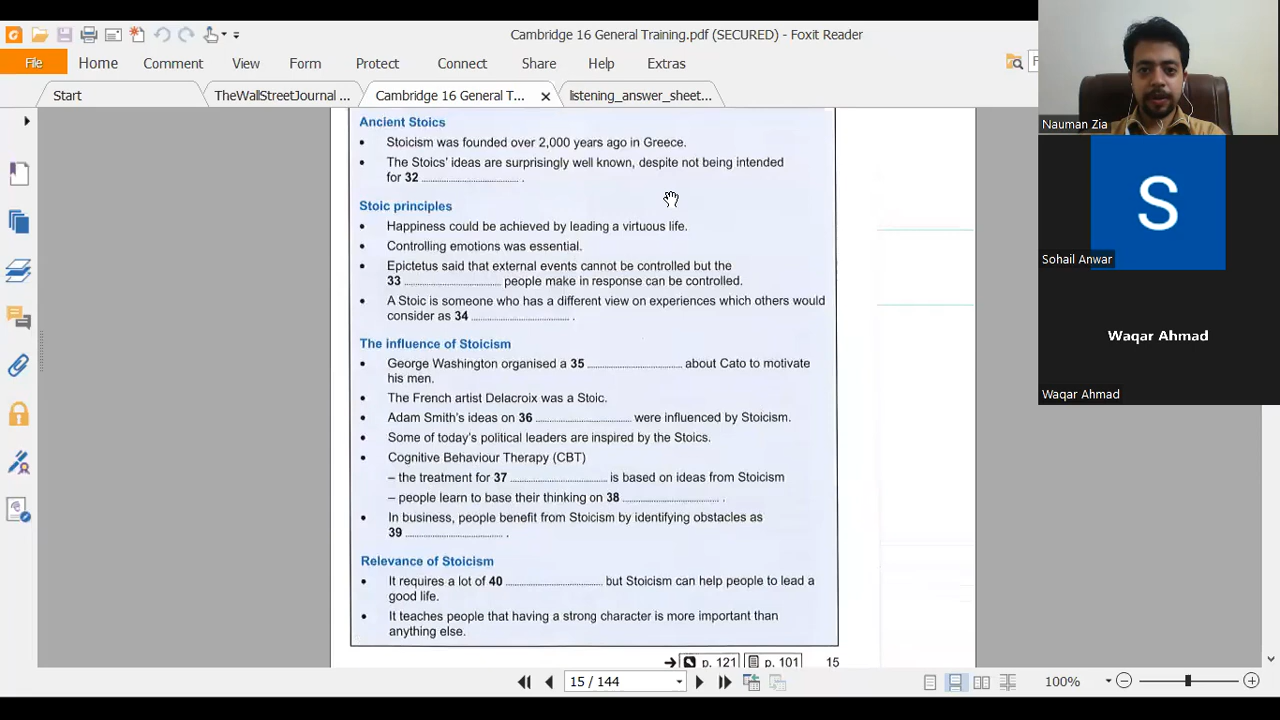 Cambridge 16 General Training.pdf (SECURED) - Foxit Reader
File Home Comment View Form Protect Connect Share Help Extras
Start TheWallStreetJournal ... Cambridge 16 General T... listening_answer_sheet...
Ancient Stoics
• Stoicism was founded over 2,000 years ago in Greece.
• The Stoics' ideas are surprisingly well known, despite not being intended
for 32 .............................. .
Stoic principles
• Happiness could be achieved by leading a virtuous life.
• Controlling emotions was essential.
• Epictetus said that external events cannot be controlled but the
33 .............................. people make in response can be controlled.
• A Stoic is someone who has a different view on experiences which others would
consider as 34 .............................. .
The influence of Stoicism
• George Washington organised a 35 .............................. about Cato to motivate
his men.
• The French artist Delacroix was a Stoic.
• Adam Smith's ideas on 36 .............................. were influenced by Stoicism.
• Some of today's political leaders are inspired by the Stoics.
• Cognitive Behaviour Therapy (CBT)
– the treatment for 37 .............................. is based on ideas from Stoicism
– people learn to base their thinking on 38 .............................. .
• In business, people benefit from Stoicism by identifying obstacles as
39 .............................. .
Relevance of Stoicism
• It requires a lot of 40 .............................. but Stoicism can help people to lead a
good life.
• It teaches people that having a strong character is more important than
anything else.
→ p. 121 p. 101 15
15 / 144
100%
Nauman Zia
S
Sohail Anwar
Waqar Ahmad
Waqar Ahmad